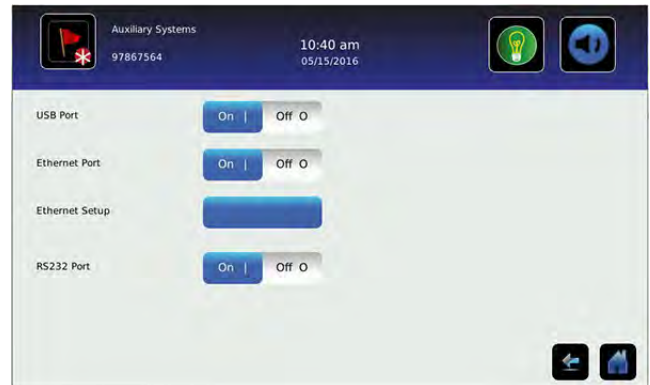 Auxiliary Systems
97867564
10:40 am
05/15/2016
USB Port
On | Off O
Ethernet Port
On | Off O
Ethernet Setup
RS232 Port
On | Off O